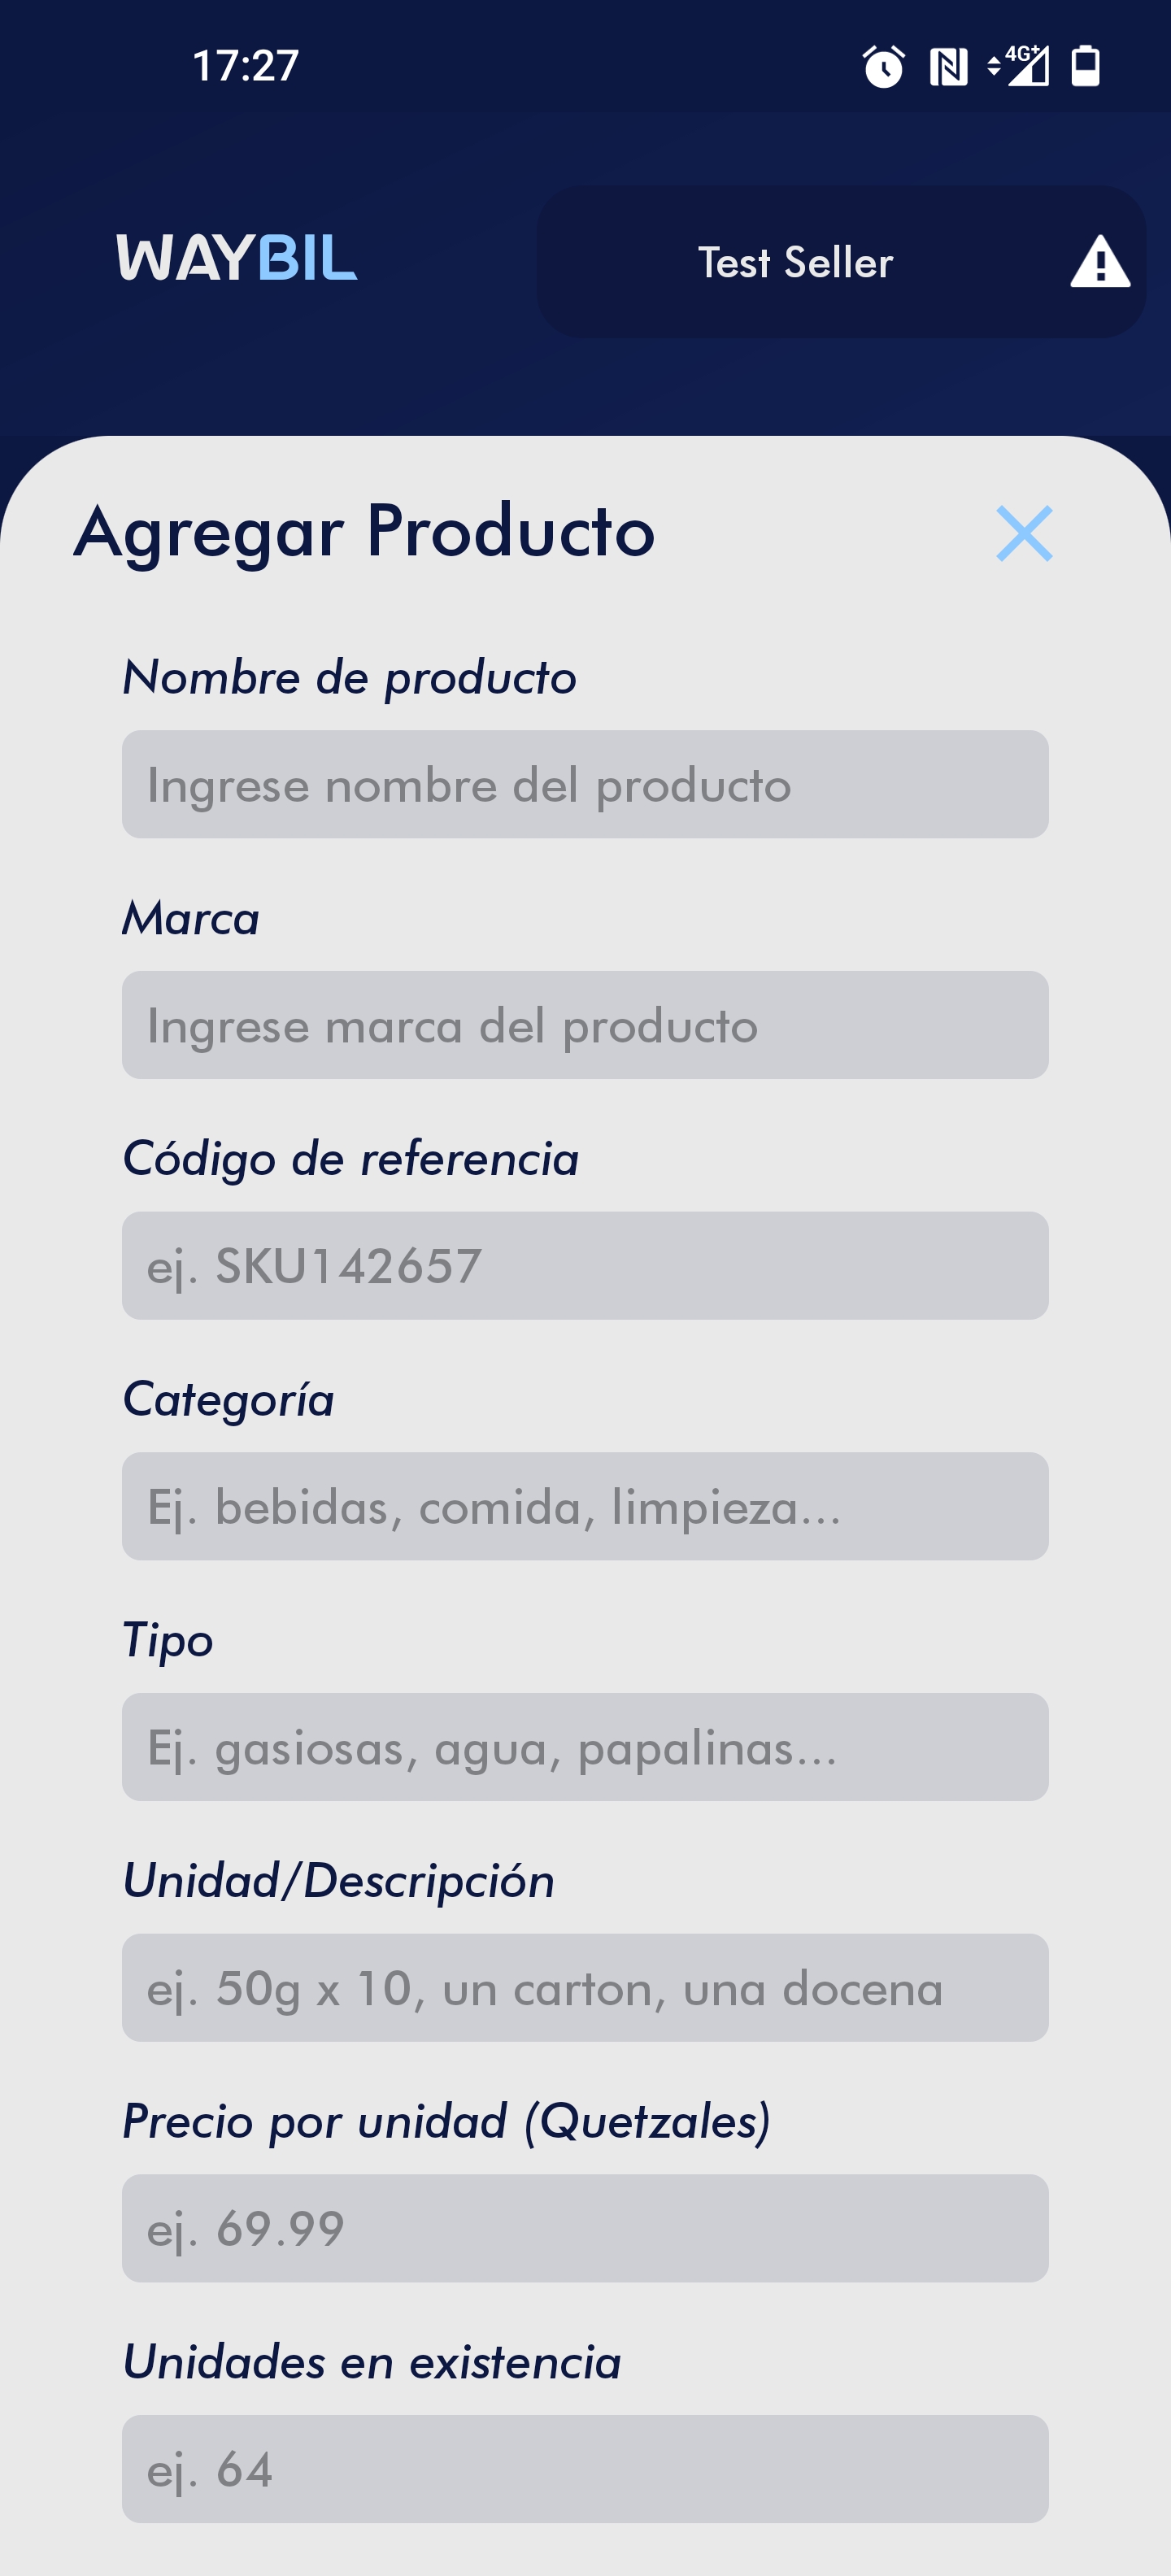 17:27
4G+
WAYBIL
Test Seller
Agregar Producto
Nombre de producto
Ingrese nombre del producto
Marca
Ingrese marca del producto
Código de referencia
ej. SKU142657
Categoría
Ej. bebidas, comida, limpieza...
Tipo
Ej. gasiosas, agua, papalinas...
Unidad/Descripción
ej. 50g x 10, un carton, una docena
Precio por unidad (Quetzales)
ej. 69.99
Unidades en existencia
ej. 64